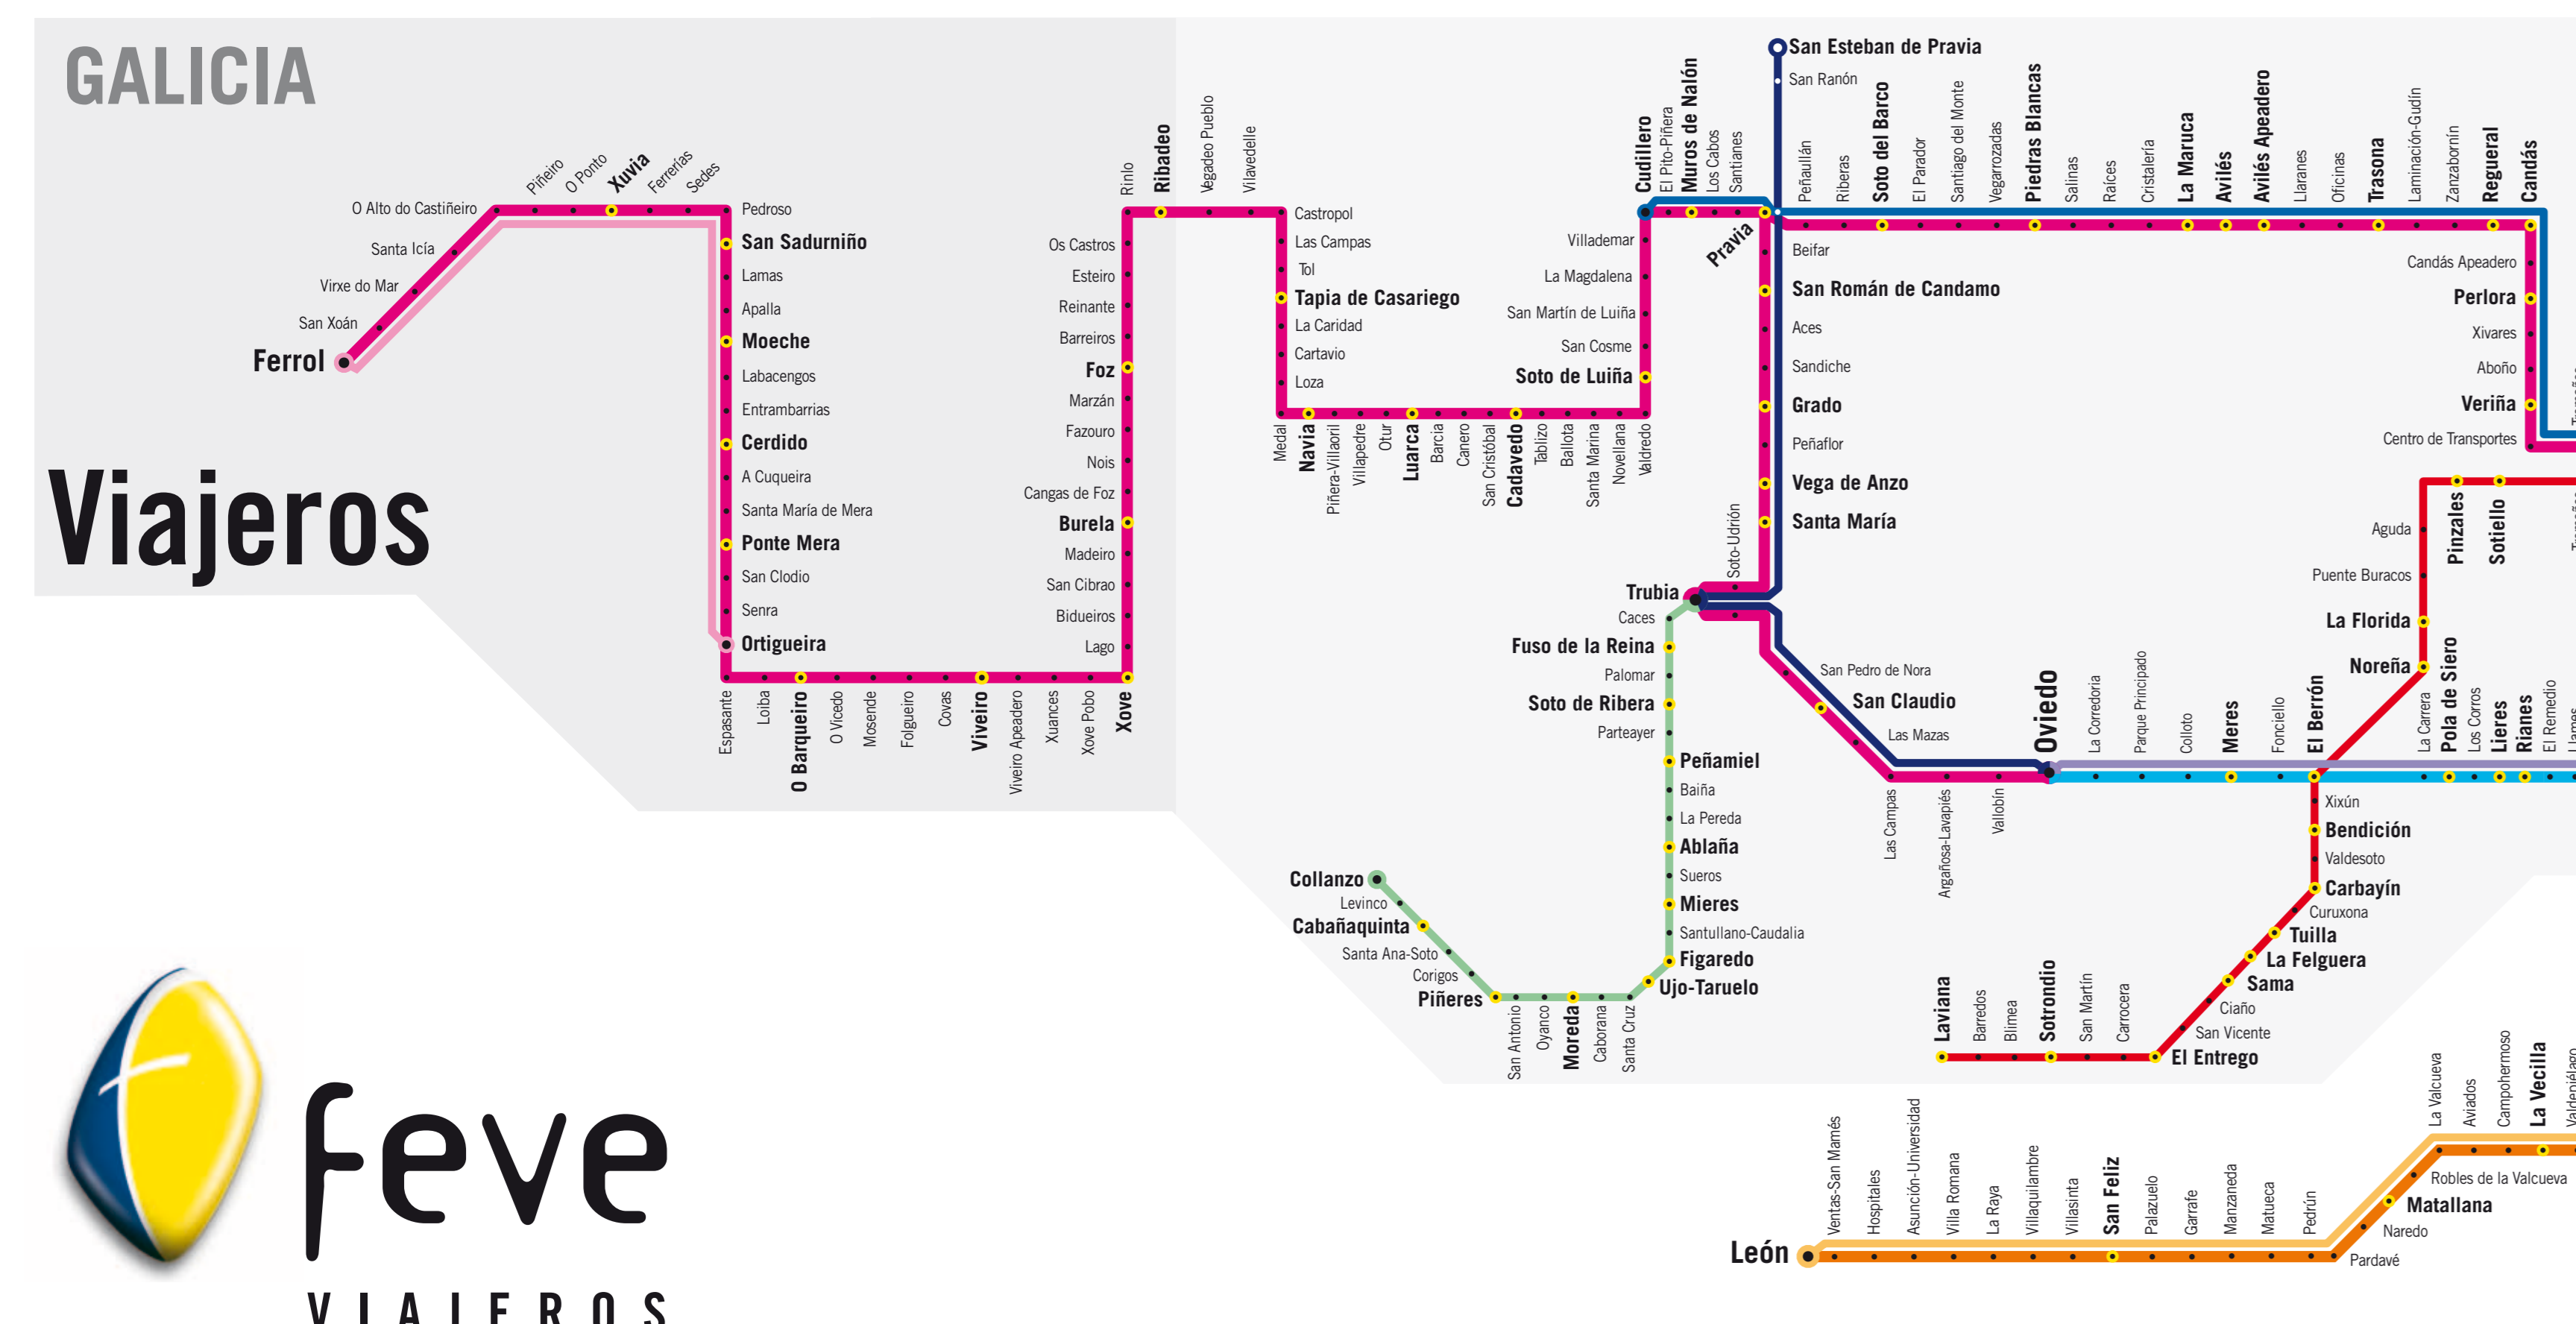 GALICIA
Viajeros
feve
VIAJEROS
Ferrol
San Xoán
Virxe do Mar
Santa Icía
O Alto do Castiñeiro
Piñeiro
O Ponto
Xuvia
Ferrerías
Sedes
Pedroso
San Sadurniño
Lamas
Apalla
Moeche
Labacengos
Entrambarrias
Cerdido
A Cuqueira
Santa María de Mera
Ponte Mera
San Clodio
Senra
Ortigueira
Espasante
Loiba
O Barqueiro
O Vicedo
Mosende
Folgueiro
Covas
Viveiro
Viveiro Apeadero
Xuances
Xove Pobo
Xove
Lago
Bidueiros
San Cibrao
Madeiro
Burela
Cangas de Foz
Nois
Fazouro
Marzán
Foz
Barreiros
Reinante
Esteiro
Os Castros
Rinlo
Ribadeo
Vegadeo Pueblo
Vilavedelle
Castropol
Las Campas
Tol
Tapia de Casariego
La Caridad
Cartavio
Loza
Medal
Navia
Piñera-Villaoril
Villapedre
Otur
Luarca
Barcia
Canero
San Cristóbal
Cadavedo
Tablizo
Ballota
Santa Marina
Novellana
Valdredo
Soto de Luiña
San Cosme
San Martín de Luiña
La Magdalena
Villademar
Cudillero
El Pito-Piñera
Muros de Nalón
Los Cabos
Santianes
Pravia
San Esteban de Pravia
San Ranón
Peñaullán
Riberas
Soto del Barco
El Parador
Santiago del Monte
Vegarrozadas
Piedras Blancas
Salinas
Raíces
Cristalería
La Maruca
Avilés
Avilés Apeadero
Llaranes
Oficinas
Trasona
Laminación-Gudín
Zanzabornín
Regueral
Candás
Candás Apeadero
Perlora
Xivares
Aboño
Veriña
Centro de Transportes
Beifar
San Román de Candamo
Aces
Sandiche
Grado
Peñaflor
Vega de Anzo
Santa María
Soto-Udrión
Trubia
Caces
Fuso de la Reina
Palomar
Soto de Ribera
Parteayer
Peñamiel
Baiña
La Pereda
Ablaña
Sueros
Mieres
Santullano-Caudalia
Figaredo
Ujo-Taruelo
Santa Cruz
Caborana
Moreda
Oyanco
San Antonio
Piñeres
Corigos
Santa Ana-Soto
Cabañaquinta
Levinco
Collanzo
San Pedro de Nora
San Claudio
Las Mazas
Las Campas
Argañosa-Lavapiés
Vallobín
Oviedo
La Corredoria
Parque Principado
Colloto
Meres
Fonciello
El Berrón
La Carrera
Pola de Siero
Los Corros
Lieres
Rianes
El Remedio
Llames
Pinzales
Sotiello
Aguda
Puente Buracos
La Florida
Noreña
Xixún
Bendición
Valdesoto
Carbayín
Curuxona
Tuilla
La Felguera
Sama
Ciaño
San Vicente
El Entrego
Carrocera
San Martín
Sotrondio
Blimea
Barredos
Laviana
León
Ventas-San Mamés
Hospitales
Asunción-Universidad
Villa Romana
La Raya
Villaquilambre
Villasinta
San Feliz
Palazuelo
Garrafe
Manzaneda
Matueca
Pedrún
Pardavé
Naredo
Matallana
Robles de la Valcueva
La Valcueva
Aviados
Campohermoso
La Vecilla
Valdepiélago